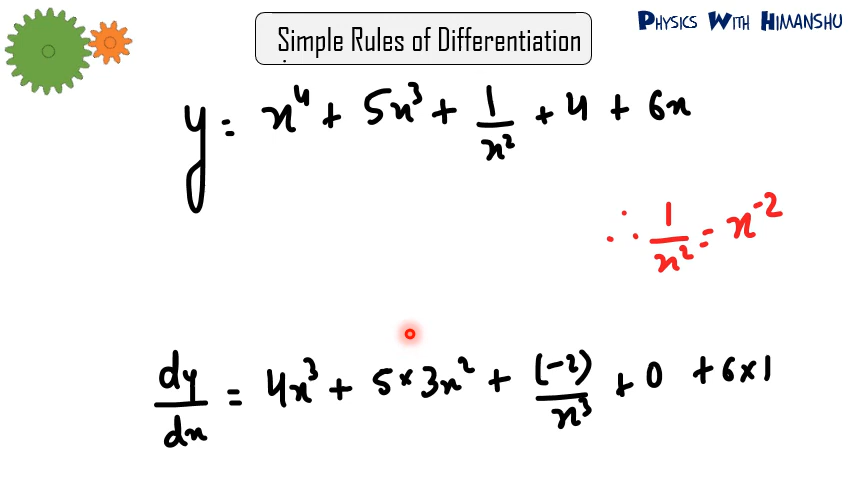 Physics With Himanshu
Simple Rules of Differentiation
y = x⁴ + 5x³ + 1/x² + 4 + 6x
∴ 1/x² = x⁻²
dy/dx = 4x³ + 5 × 3x² + (-2)/x³ + 0 + 6 × 1